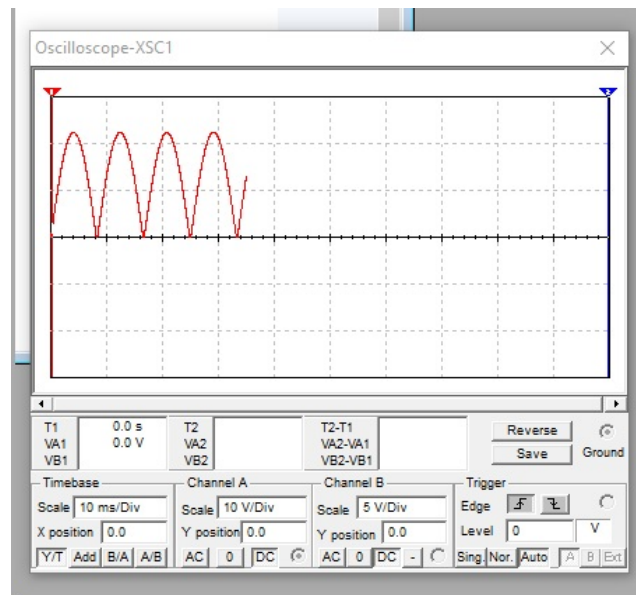 Oscilloscope-XSC1
1
2
T1 0.0 s T2 T2-T1
VA1 0.0 V VA2 VA2-VA1
VB1 VB2 VB2-VB1
Reverse
Save
Ground
Timebase Channel A Channel B Trigger
Scale 10 ms/Div Scale 10 V/Div Scale 5 V/Div Edge
X position 0.0 Y position 0.0 Y position 0.0 Level 0 V
Y/T Add B/A A/B AC 0 DC AC 0 DC - Sing. Nor. Auto A B Ext